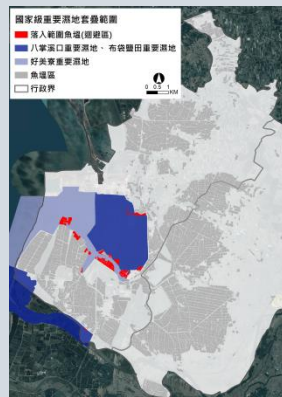 國家級重要濕地套疊範圍
落入範圍魚塭(迴避區)
八掌溪口重要濕地、布袋鹽田重要濕地
好美寮重要濕地
魚塭區
行政界
0 0.5 1
KM